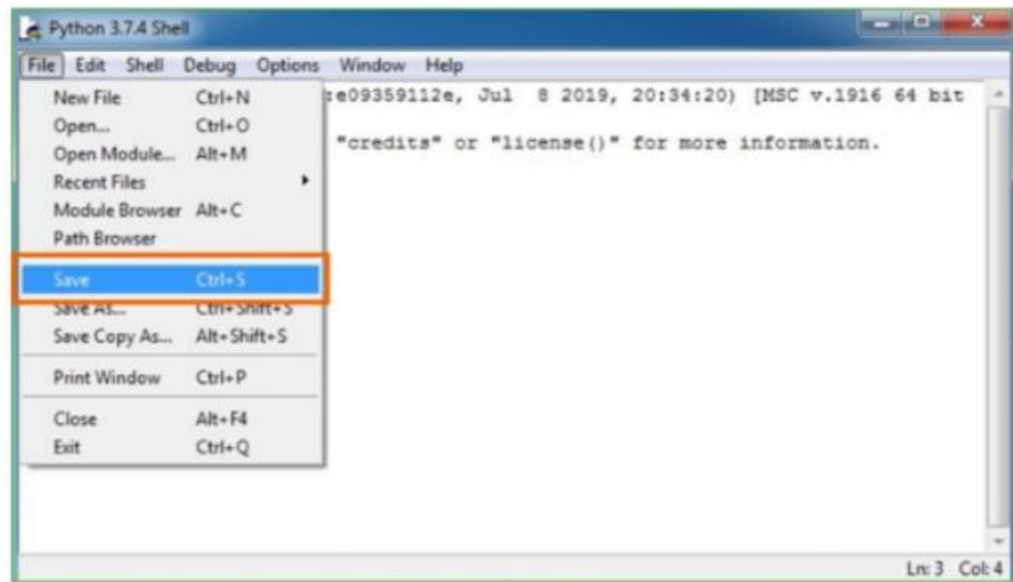 Python 3.7.4 Shell
File Edit Shell Debug Options Window Help
New File Ctrl+N
:e09359112e, Jul 8 2019, 20:34:20) [MSC v.1916 64 bit
Open... Ctrl+O
"credits" or "license()" for more information.
Open Module... Alt+M
Recent Files
Module Browser Alt+C
Path Browser
Save Ctrl+S
Save As... Ctrl+Shift+S
Save Copy As... Alt+Shift+S
Print Window Ctrl+P
Close Alt+F4
Exit Ctrl+Q
Ln: 3 Col: 4